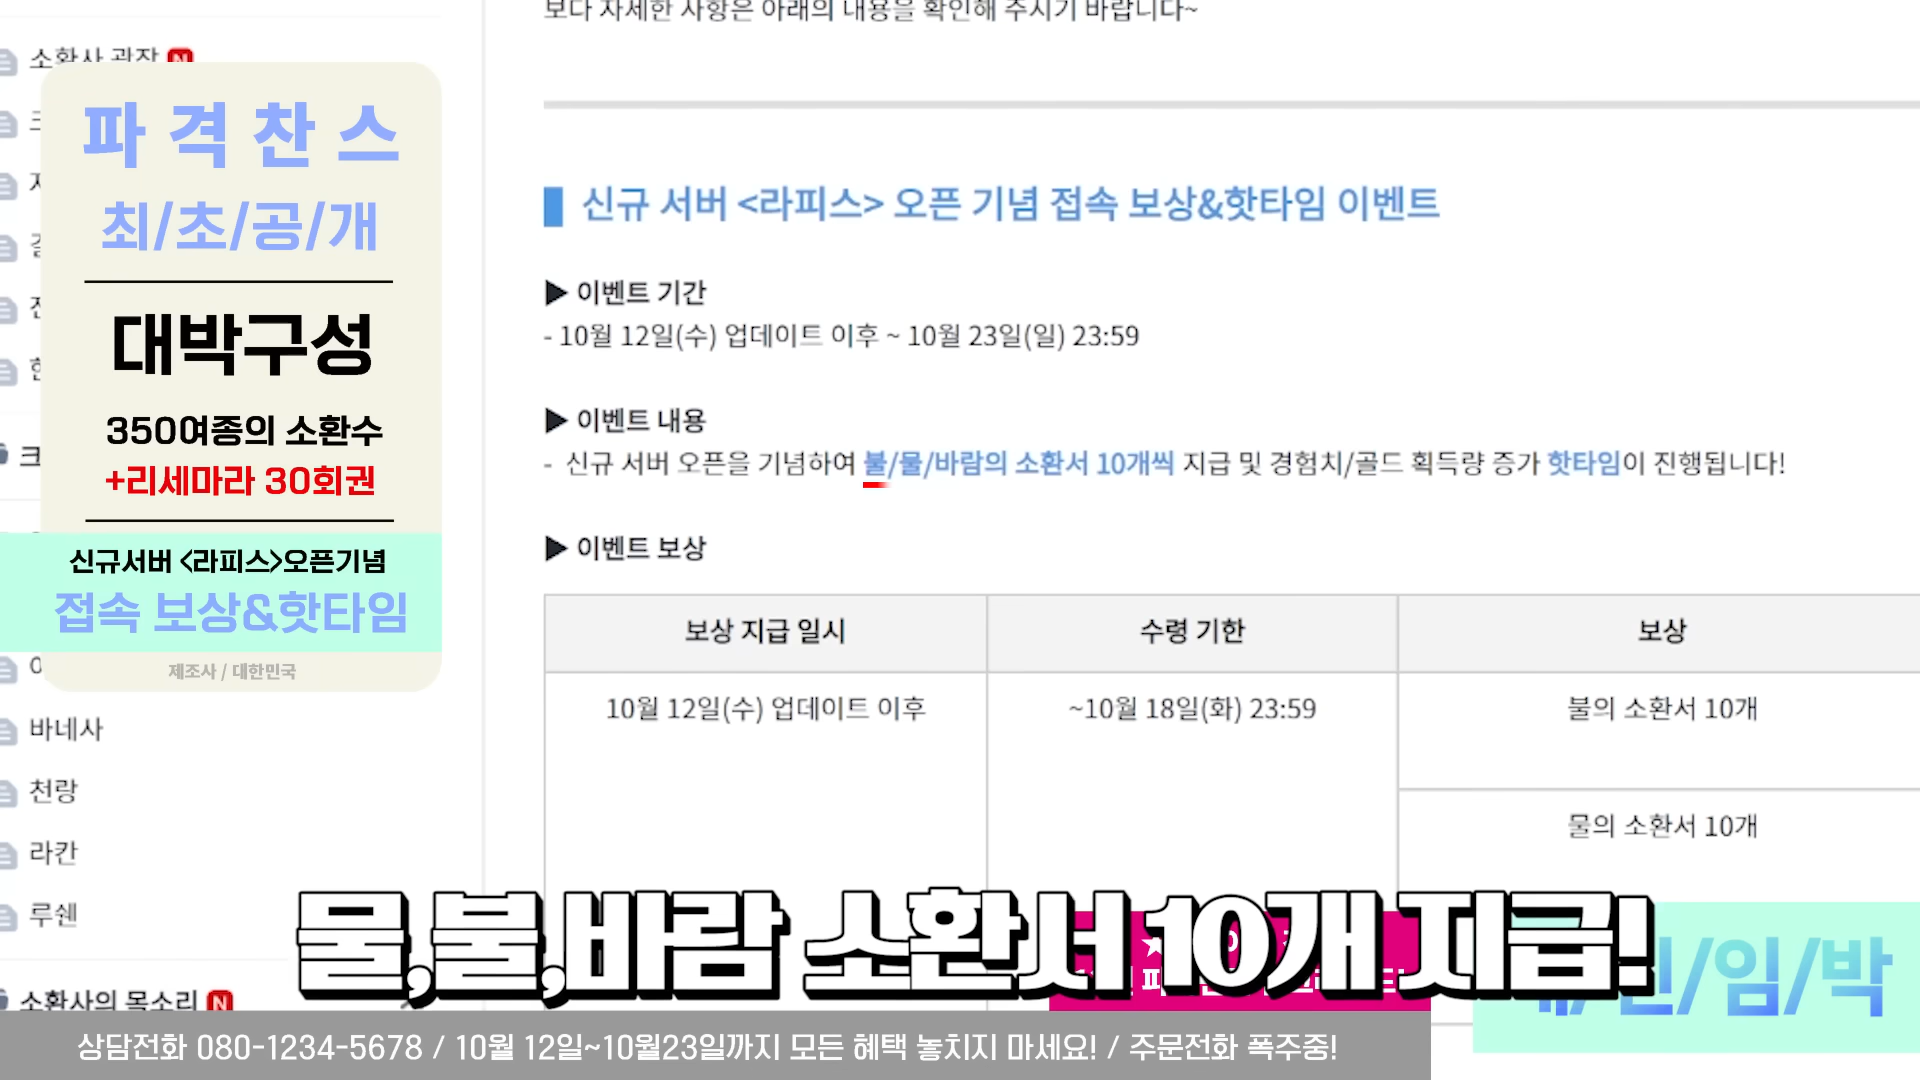 보다 자세한 사항은 아래의 내용을 확인해 주시기 바랍니다~
소환사 광장 N
파격찬스
최/초/공/개
대박구성
350여종의 소환수
+리세마라 30회권
신규서버 <라피스>오픈기념
접속 보상&핫타임
제조사 / 대한민국
바네사
천랑
라칸
루쉔
소환사의 목소리 N
신규 서버 <라피스> 오픈 기념 접속 보상&핫타임 이벤트
▶ 이벤트 기간
- 10월 12일(수) 업데이트 이후 ~ 10월 23일(일) 23:59
▶ 이벤트 내용
- 신규 서버 오픈을 기념하여 불/물/바람의 소환서 10개씩 지급 및 경험치/골드 획득량 증가 핫타임이 진행됩니다!
▶ 이벤트 보상
보상 지급 일시 수령 기한 보상
10월 12일(수) 업데이트 이후 ~10월 18일(화) 23:59 불의 소환서 10개
물의 소환서 10개
물,불,바람 소환서 10개 지급!
/임/박
상담전화 080-1234-5678 / 10월 12일~10월23일까지 모든 혜택 놓치지 마세요! / 주문전화 폭주중!